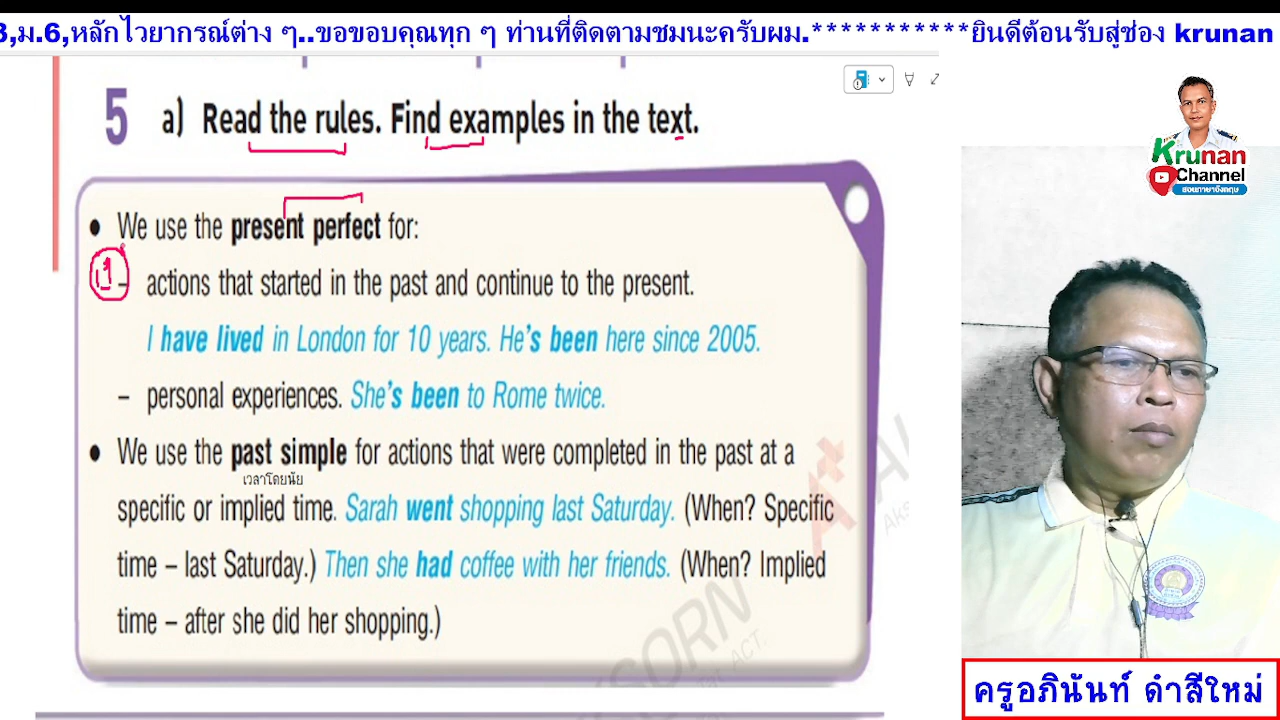 3,ม.6,หลักไวยากรณ์ต่าง ๆ..ขอขอบคุณทุก ๆ ท่านที่ติดตามชมนะครับผม.***********ยินดีต้อนรับสู่ช่อง krunan
5 a) Read the rules. Find examples in the text.
Krunan
Channel
สอนภาษาอังกฤษ
• We use the present perfect for:
1
– actions that started in the past and continue to the present.
I have lived in London for 10 years. He's been here since 2005.
– personal experiences. She's been to Rome twice.
• We use the past simple for actions that were completed in the past at a
เวลาโดยนัย
specific or implied time. Sarah went shopping last Saturday. (When? Specific
time – last Saturday.) Then she had coffee with her friends. (When? Implied
time – after she did her shopping.)
ครูอภินันท์ ดำสีใหม่